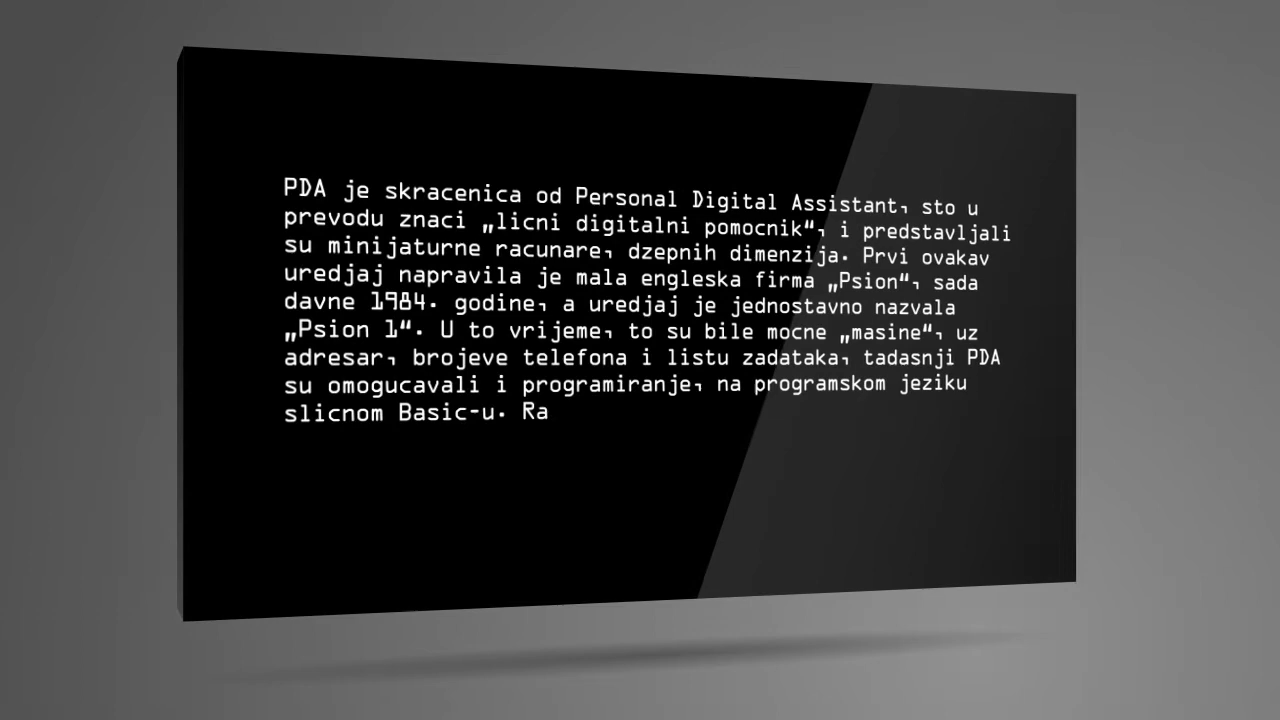 PDA je skracenica od Personal Digital Assistant, sto u
prevodu znaci „licni digitalni pomocnik“, i predstavljali
su minijaturne racunare, dzepnih dimenzija. Prvi ovakav
uredjaj napravila je mala engleska firma „Psion“, sada
davne 1984. godine, a uredjaj je jednostavno nazvala
„Psion 1“. U to vrijeme, to su bile mocne „masine“, uz
adresar, brojeve telefona i listu zadataka, tadasnji PDA
su omogucavali i programiranje, na programskom jeziku
slicnom Basic-u. Ra